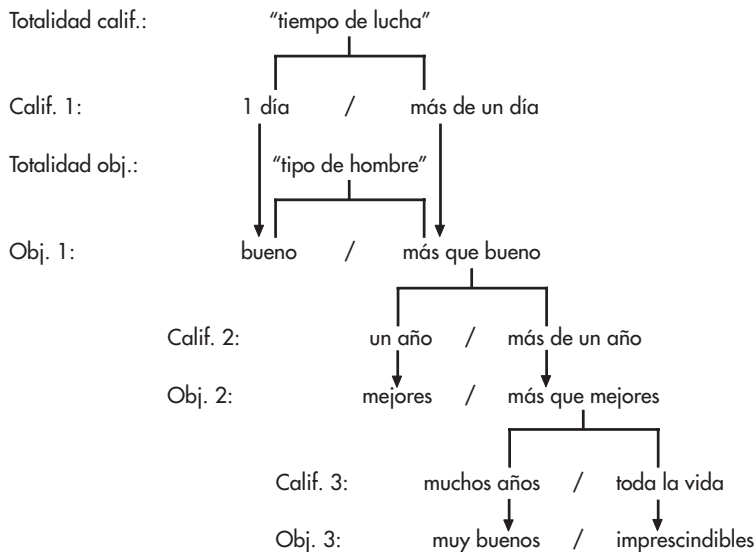 Totalidad calif.: “tiempo de lucha”
Calif. 1: 1 día / más de un día
Totalidad obj.: “tipo de hombre”
Obj. 1: bueno / más que bueno
Calif. 2: un año / más de un año
Obj. 2: mejores / más que mejores
Calif. 3: muchos años / toda la vida
Obj. 3: muy buenos / imprescindibles